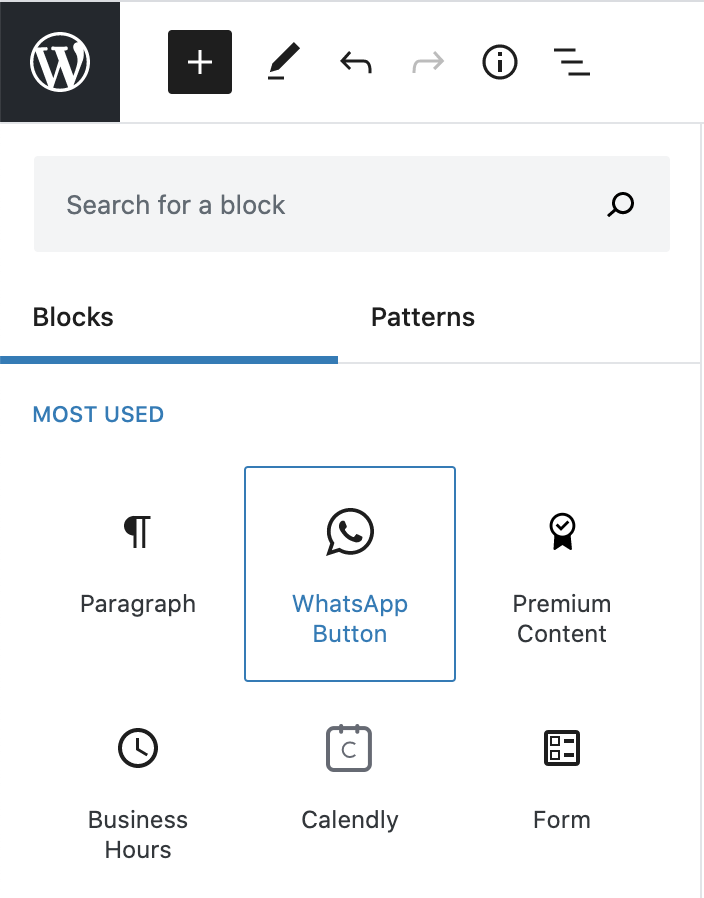 Search for a block
Blocks
Patterns
MOST USED
Paragraph
WhatsApp
Button
Premium
Content
Business
Hours
Calendly
Form